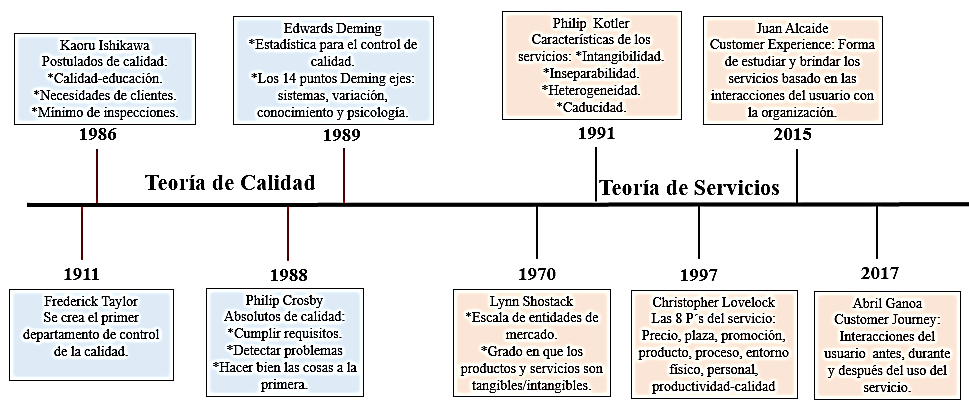 Kaoru Ishikawa
Postulados de calidad:
*Calidad-educación.
*Necesidades de clientes.
*Mínimo de inspecciones.
1986
Edwards Deming
*Estadística para el control de
calidad.
*Los 14 puntos Deming ejes:
sistemas, variación,
conocimiento y psicología.
1989
Philip Kotler
Características de los
servicios: *Intangibilidad.
*Inseparabilidad.
*Heterogeneidad.
*Caducidad.
1991
Juan Alcaide
Customer Experience: Forma
de estudiar y brindar los
servicios basado en las
interacciones del usuario con
la organización.
2015
Teoría de Calidad
Teoría de Servicios
1911
Frederick Taylor
Se crea el primer
departamento de control
de la calidad.
1988
Philip Crosby
Absolutos de calidad:
*Cumplir requisitos.
*Detectar problemas
*Hacer bien las cosas a la
primera.
1970
Lynn Shostack
*Escala de entidades de
mercado.
*Grado en que los
productos y servicios son
tangibles/intangibles.
1997
Christopher Lovelock
Las 8 P´s del servicio:
Precio, plaza, promoción,
producto, proceso, entorno
físico, personal,
productividad-calidad
2017
Abril Ganoa
Customer Journey:
Interacciones del
usuario antes, durante
y después del uso del
servicio.